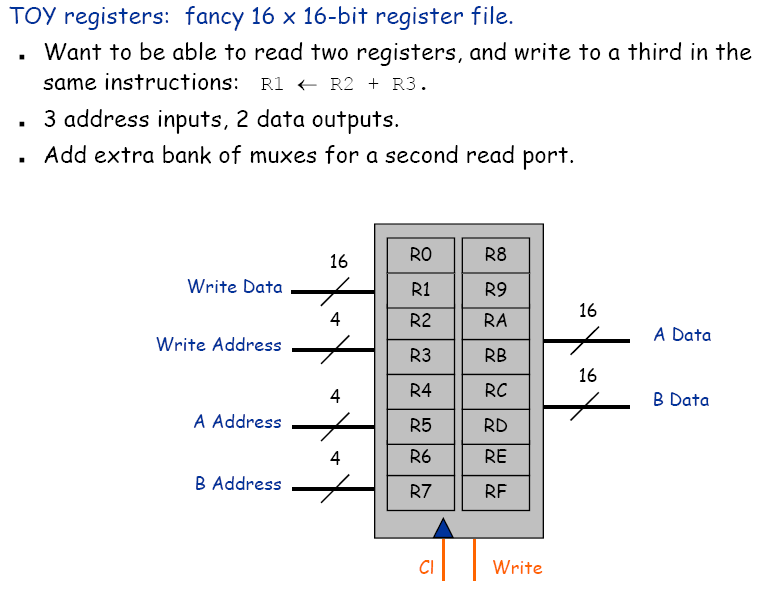 TOY registers: fancy 16 x 16-bit register file.
▪ Want to be able to read two registers, and write to a third in the
same instructions: R1 ← R2 + R3.
▪ 3 address inputs, 2 data outputs.
▪ Add extra bank of muxes for a second read port.
16
Write Data
4
Write Address
4
A Address
4
B Address
R0 R8
R1 R9
R2 RA
R3 RB
R4 RC
R5 RD
R6 RE
R7 RF
16
A Data
16
B Data
Cl Write